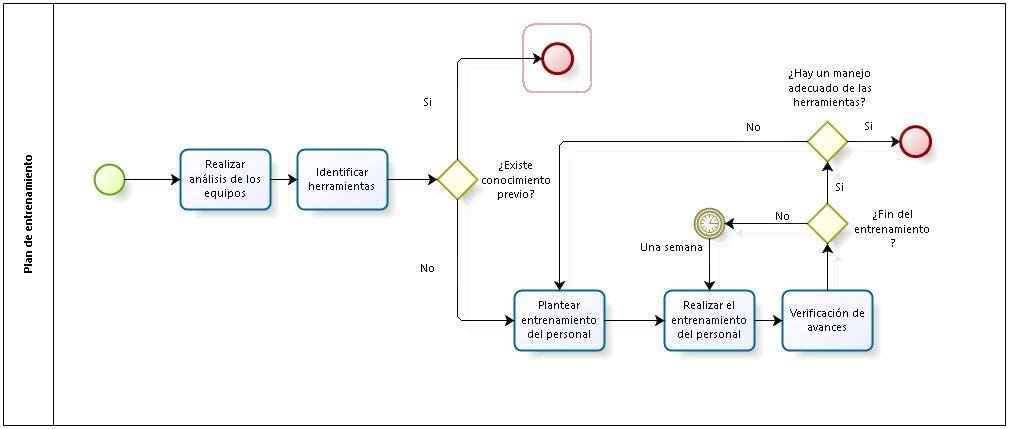 Plan de entrenamiento
Realizar
análisis de los
equipos
Identificar
herramientas
¿Existe
conocimiento
previo?
Si
No
Plantear
entrenamiento
del personal
Realizar el
entrenamiento
del personal
Verificación de
avances
Una semana
No
¿Fin del
entrenamiento
?
Si
¿Hay un manejo
adecuado de las
herramientas?
No
Si